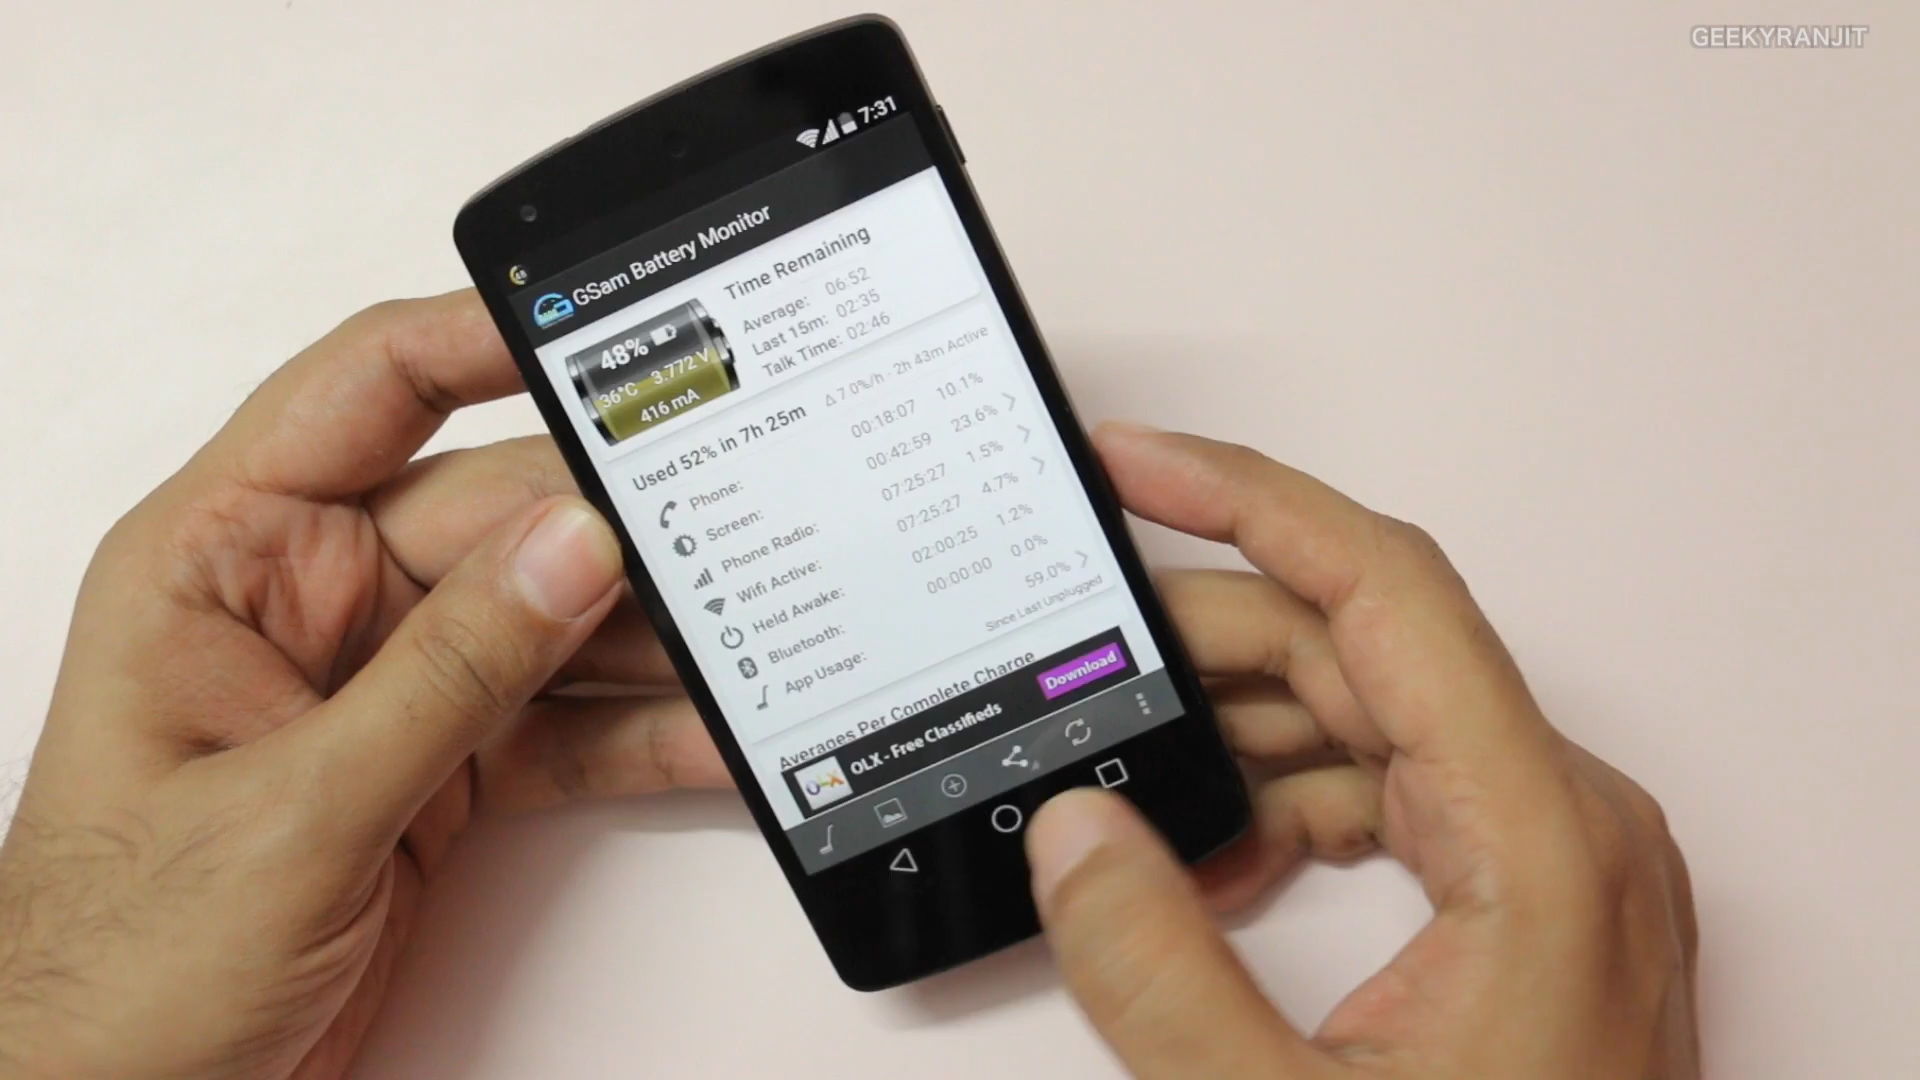 GEEKYRANJIT
7:31
48
GSam Battery Monitor
48%
36°C 3.772 V
416 mA
Time Remaining
Average: 06:52
Last 15m: 02:35
Talk Time: 02:46
Used 52% in 7h 25m Δ 7.0%/h · 2h 43m Active
Phone: 00:18:07 10.1%
Screen: 00:42:59 23.6%
Phone Radio: 07:25:27 1.5%
Wifi Active: 07:25:27 4.7%
Held Awake: 02:00:25 1.2%
Bluetooth: 00:00:00 0.0%
App Usage: 59.0%
Since Last Unplugged
Averages Per Complete Charge
OLX
OLX - Free Classifieds
Download